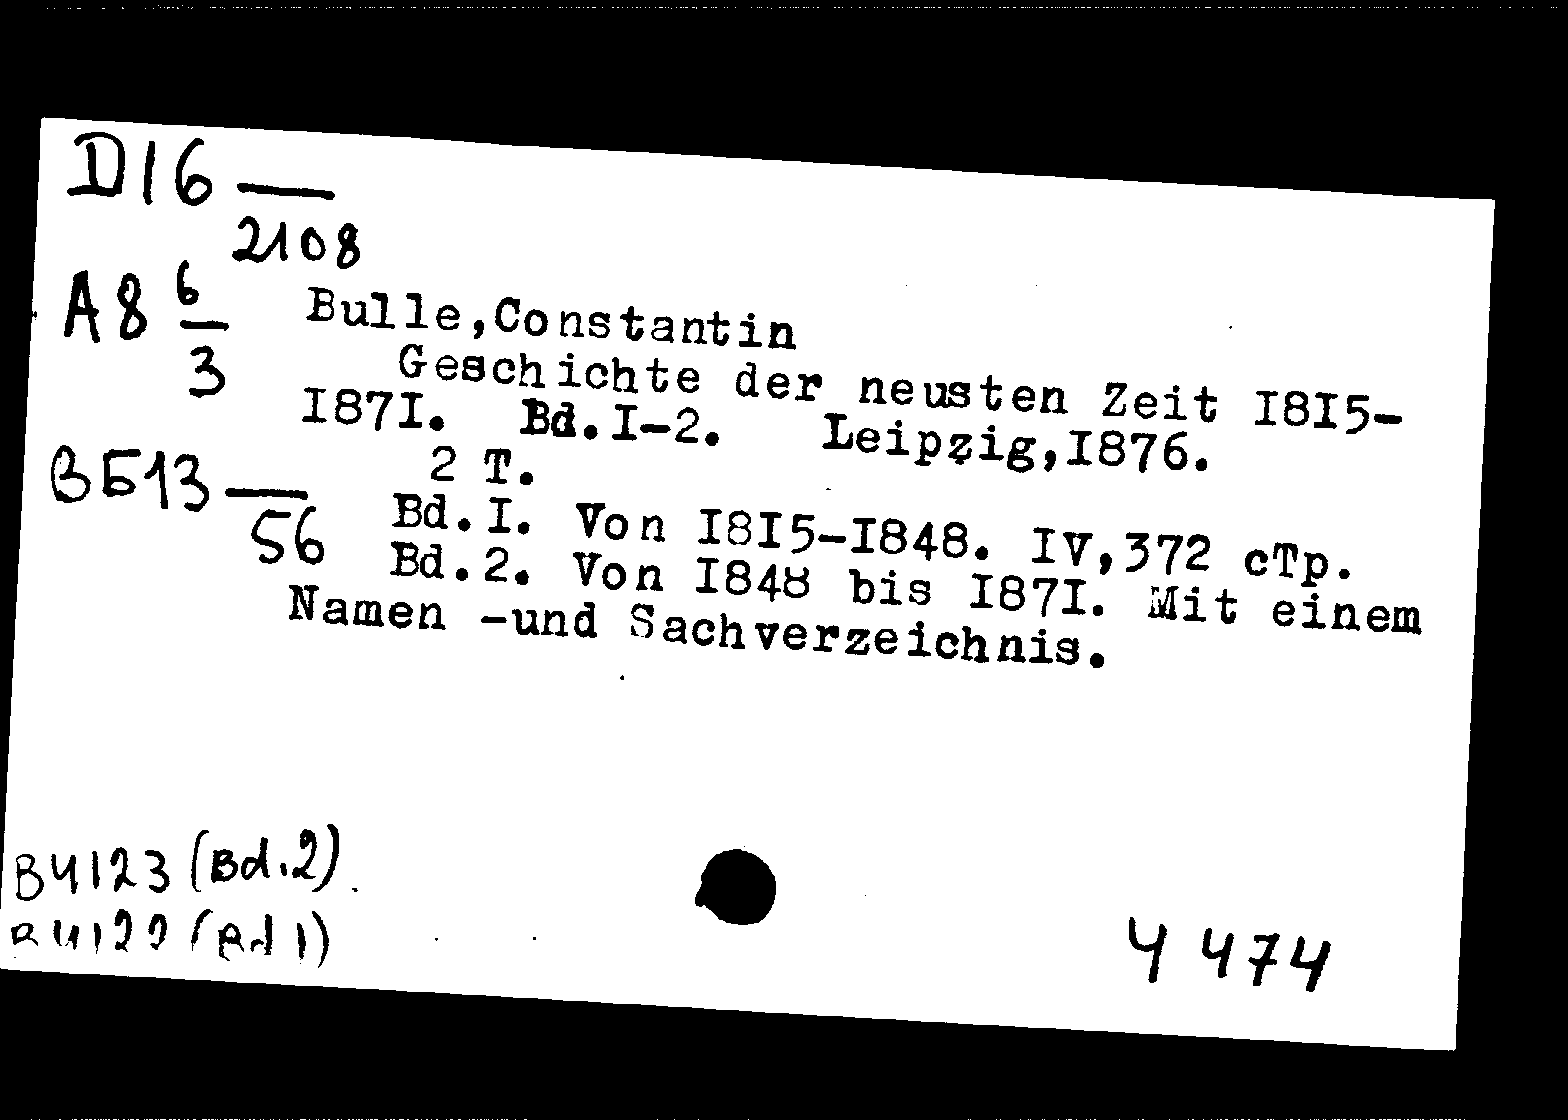 D16 —
2108
A8 6
3
Bulle,Constantin
Geschichte der neusten Zeit I8I5-
I87I. Bd.I-2. Leipzig,I876.
2 T.
B513 —
56
Bd.I. Von I8I5-I848. IV,372 cTp.
Bd.2. Von I848 bis I87I. Mit einem
Namen -und Sachverzeichnis.
B4123 (Bd.2)
(Bd 1)
4 474